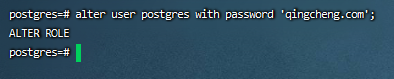 postgres=# alter user postgres with password 'qingcheng.com';
ALTER ROLE
postgres=#